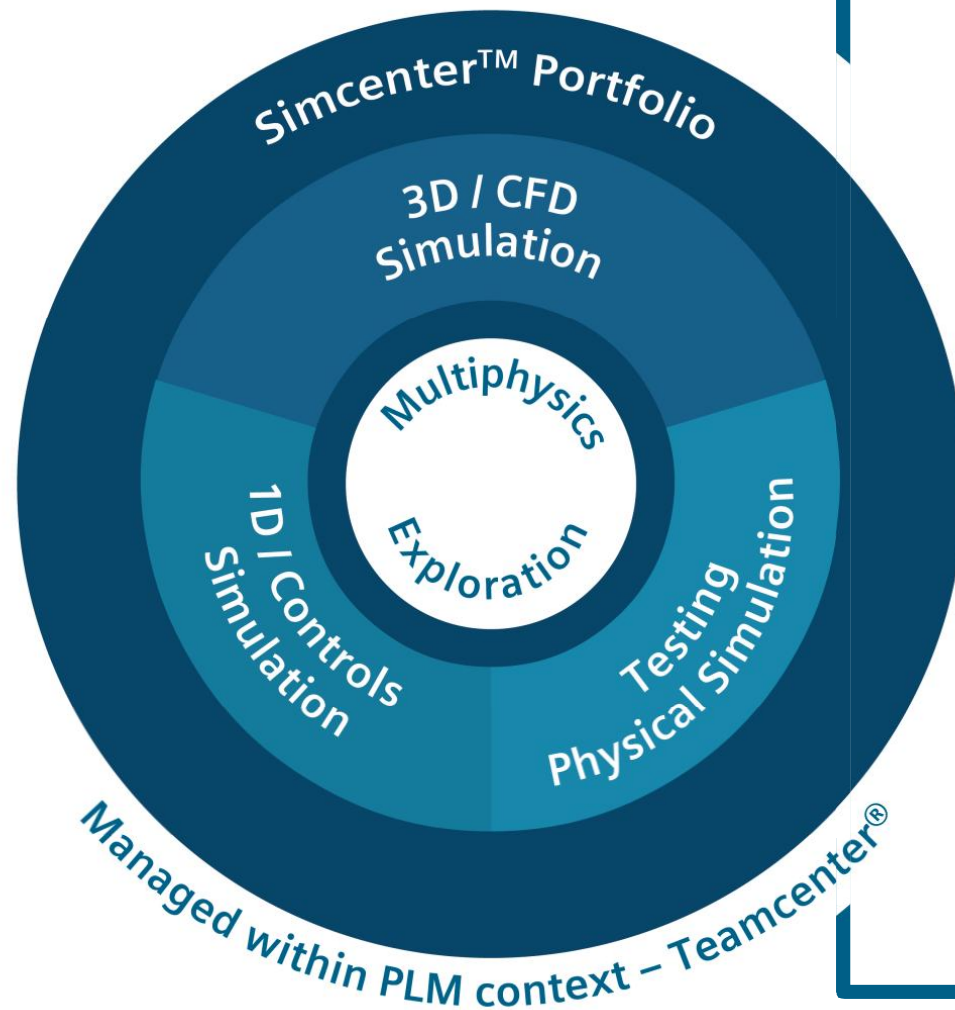 Simcenter™ Portfolio
3D / CFD
Simulation
Multiphysics
Exploration
1D / Controls
Simulation
Testing
Physical Simulation
Managed within PLM context – Teamcenter®